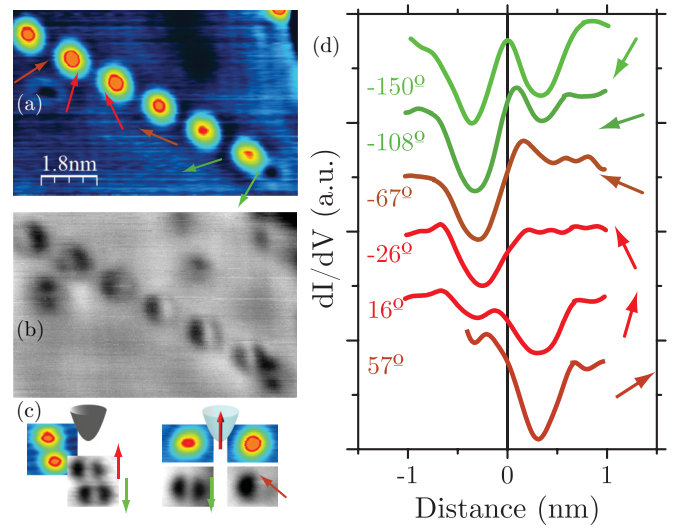 (a)
1.8nm
(b)
(c)
(d)
dI/dV (a.u.)
-150º
-108º
-67º
-26º
16º
57º
-1 0 1
Distance (nm)